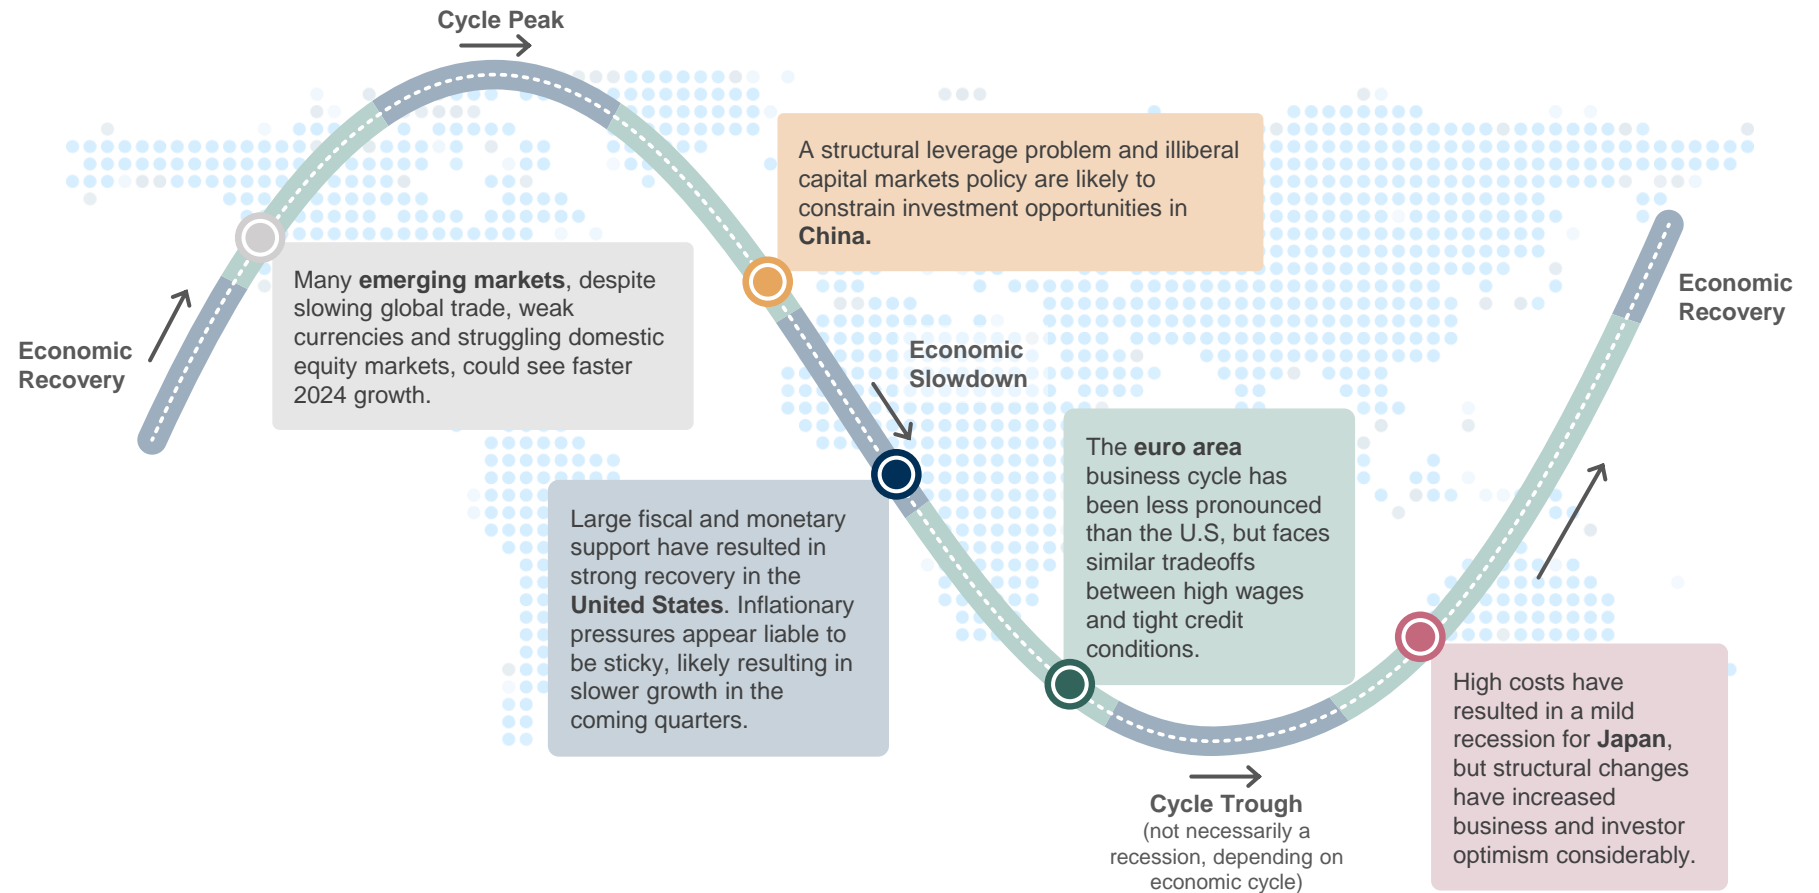 Cycle Peak
Economic
Recovery
Many emerging markets, despite
slowing global trade, weak
currencies and struggling domestic
equity markets, could see faster
2024 growth.
A structural leverage problem and illiberal
capital markets policy are likely to
constrain investment opportunities in
China.
Economic
Slowdown
Large fiscal and monetary
support have resulted in
strong recovery in the
United States. Inflationary
pressures appear liable to
be sticky, likely resulting in
slower growth in the
coming quarters.
The euro area
business cycle has
been less pronounced
than the U.S, but faces
similar tradeoffs
between high wages
and tight credit
conditions.
Cycle Trough
(not necessarily a
recession, depending on
economic cycle)
High costs have
resulted in a mild
recession for Japan,
but structural changes
have increased
business and investor
optimism considerably.
Economic
Recovery